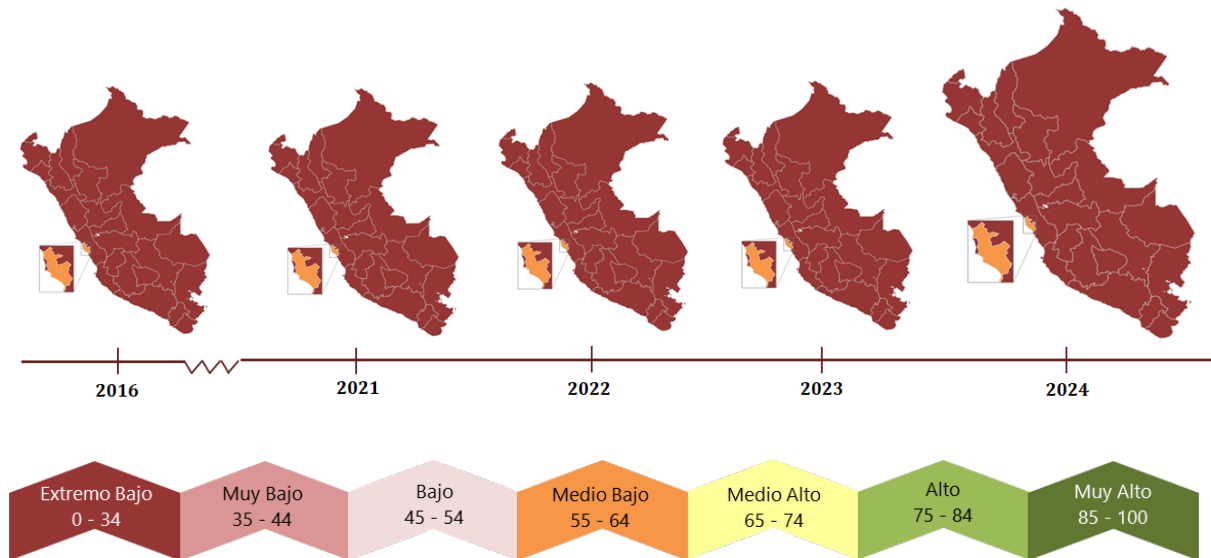 2016
2021
2022
2023
2024
Extremo Bajo
0 - 34
Muy Bajo
35 - 44
Bajo
45 - 54
Medio Bajo
55 - 64
Medio Alto
65 - 74
Alto
75 - 84
Muy Alto
85 - 100